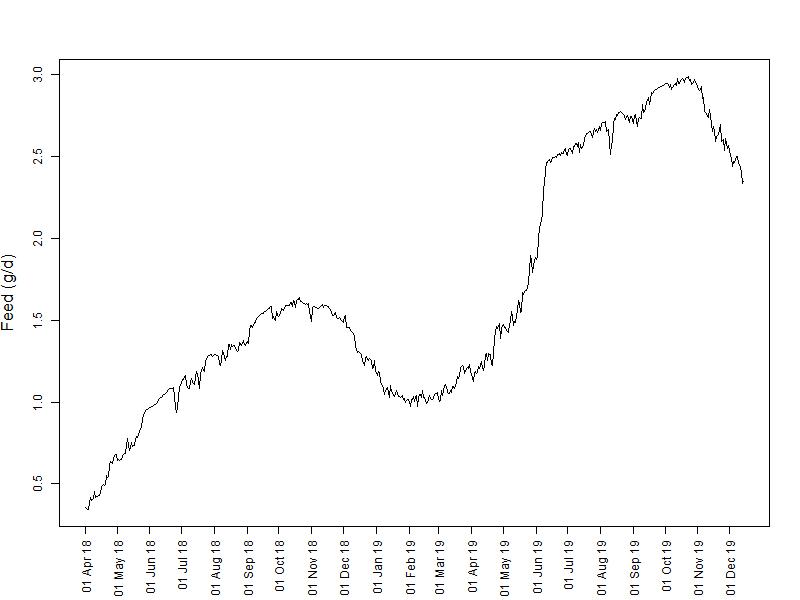 Feed (g/d)
3.0
2.5
2.0
1.5
1.0
0.5
01 Apr 18
01 May 18
01 Jun 18
01 Jul 18
01 Aug 18
01 Sep 18
01 Oct 18
01 Nov 18
01 Dec 18
01 Jan 19
01 Feb 19
01 Mar 19
01 Apr 19
01 May 19
01 Jun 19
01 Jul 19
01 Aug 19
01 Sep 19
01 Oct 19
01 Nov 19
01 Dec 19